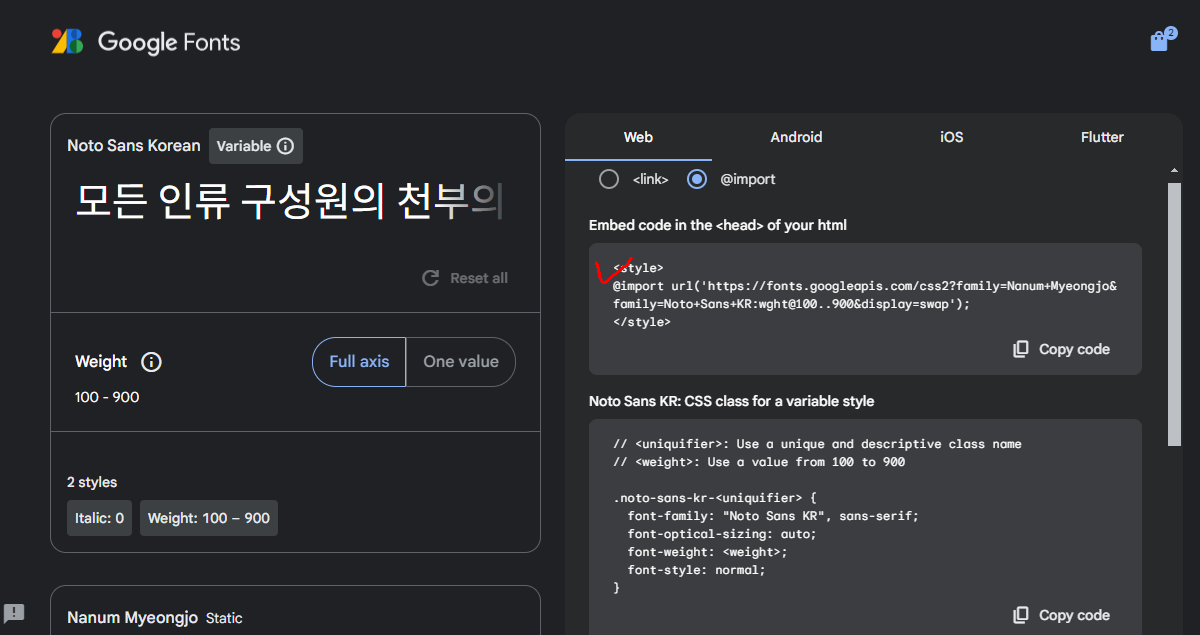 Google Fonts
2
Noto Sans Korean Variable
모든 인류 구성원의 천부의
Reset all
Weight
Full axis One value
100 - 900
2 styles
Italic: 0 Weight: 100 – 900
Nanum Myeongjo Static
Web Android iOS Flutter
<link> @import
Embed code in the <head> of your html
<style>
@import url('https://fonts.googleapis.com/css2?family=Nanum+Myeongjo&
family=Noto+Sans+KR:wght@100..900&display=swap');
</style>
Copy code
Noto Sans KR: CSS class for a variable style
// <uniquifier>: Use a unique and descriptive class name
// <weight>: Use a value from 100 to 900
.noto-sans-kr-<uniquifier> {
font-family: "Noto Sans KR", sans-serif;
font-optical-sizing: auto;
font-weight: <weight>;
font-style: normal;
}
Copy code